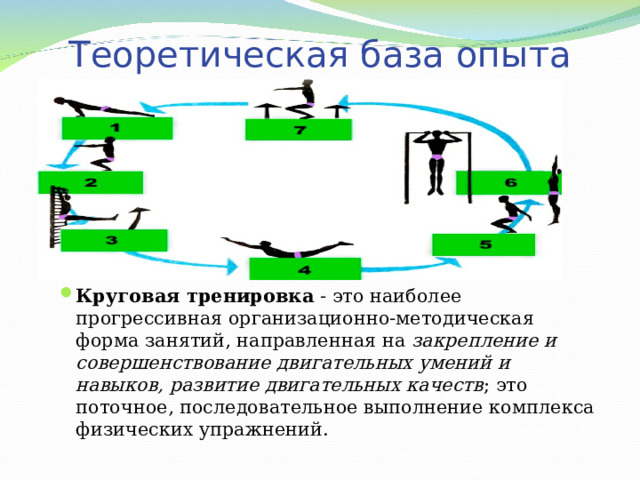 Теоретическая база опыта
1
7
2
6
3
5
4
Круговая тренировка - это наиболее
прогрессивная организационно-методическая
форма занятий, направленная на закрепление и
совершенствование двигательных умений и
навыков, развитие двигательных качеств; это
поточное, последовательное выполнение комплекса
физических упражнений.